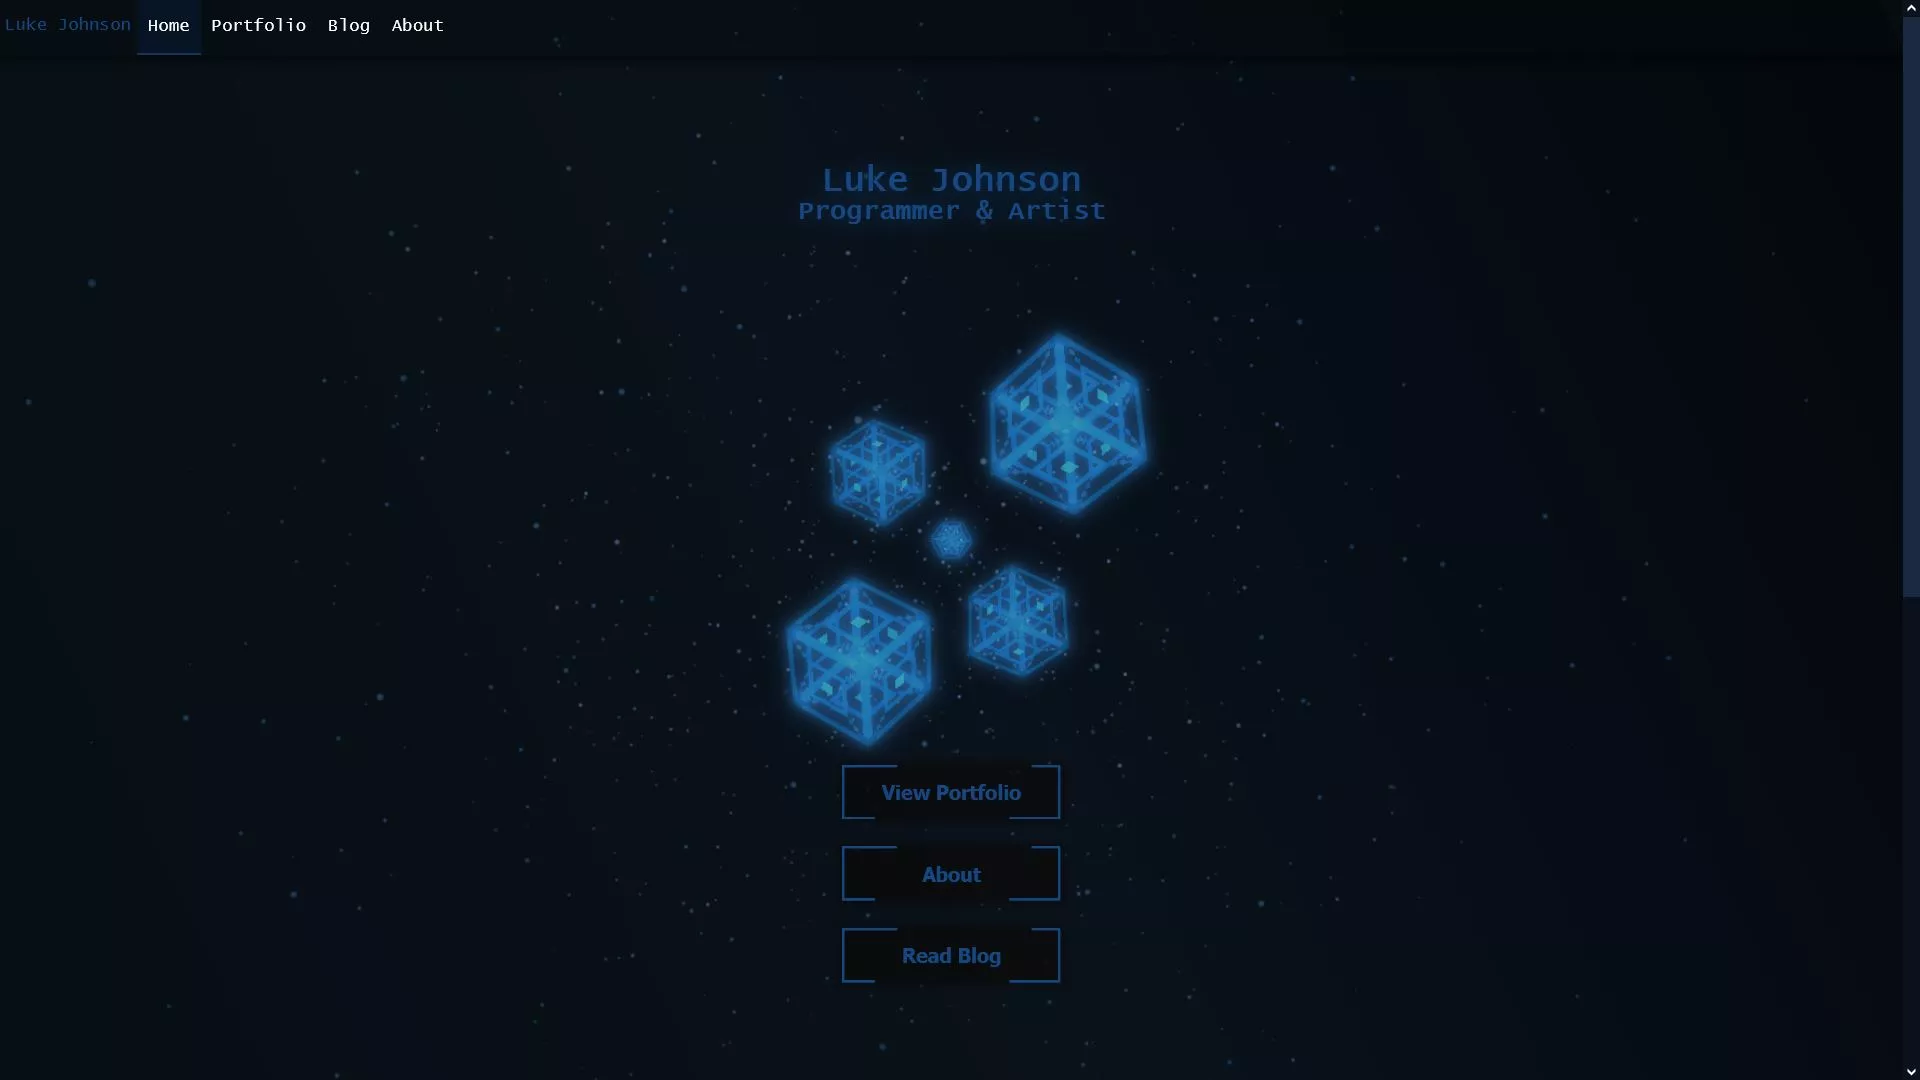 Luke Johnson Home Portfolio Blog About
Luke Johnson
Programmer & Artist
View Portfolio
About
Read Blog